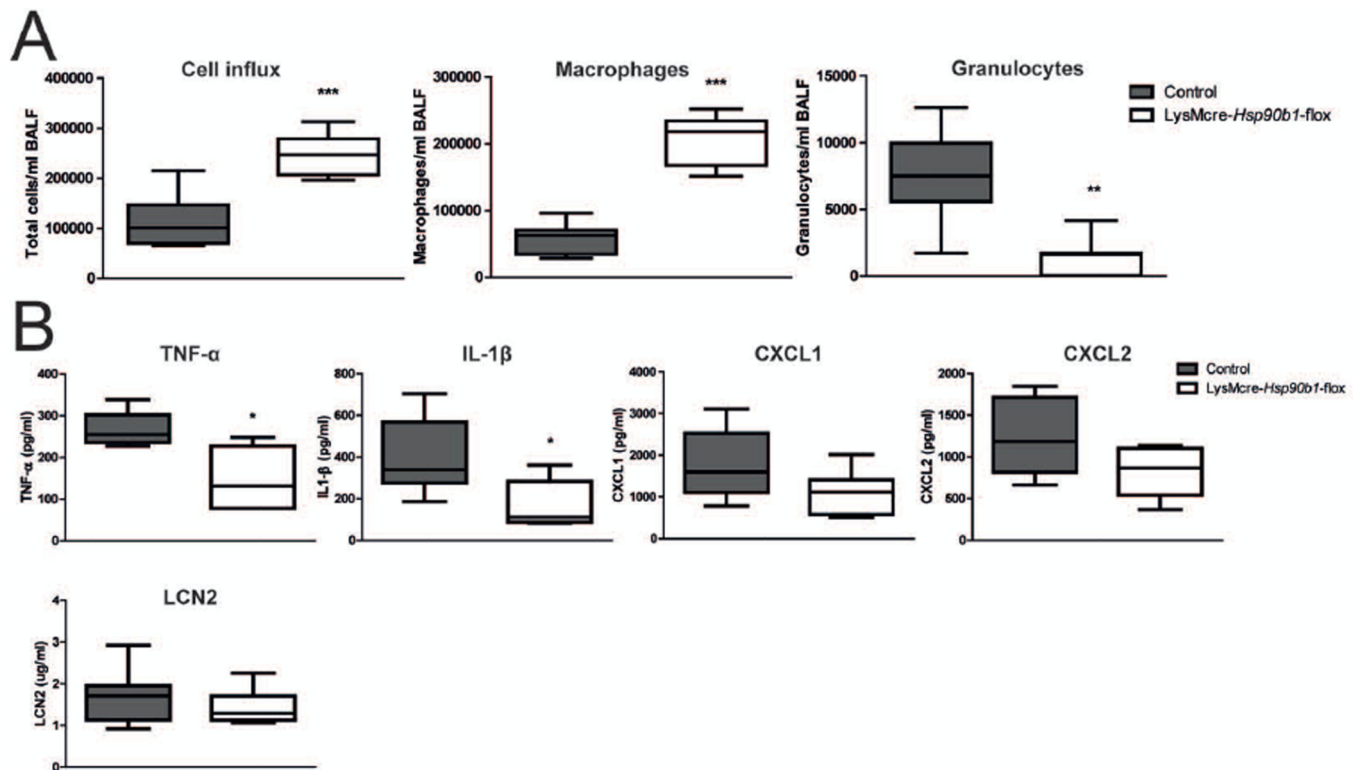 A
Cell influx
Total cells/ml BALF
400000
300000
200000
100000
0
***
Macrophages
Macrophages/ml BALF
300000
200000
100000
0
***
Granulocytes
Granulocytes/ml BALF
15000
10000
5000
0
**
Control
LysMcre-Hsp90b1-flox
B
TNF-α
TNF-α (pg/ml)
400
300
200
100
0
*
IL-1β
IL1-β (pg/ml)
800
600
400
200
0
*
CXCL1
CXCL1 (pg/ml)
4000
3000
2000
1000
0
CXCL2
CXCL2 (pg/ml)
2000
1500
1000
500
0
Control
LysMcre-Hsp90b1-flox
LCN2
LCN2 (ug/ml)
4
3
2
1
0